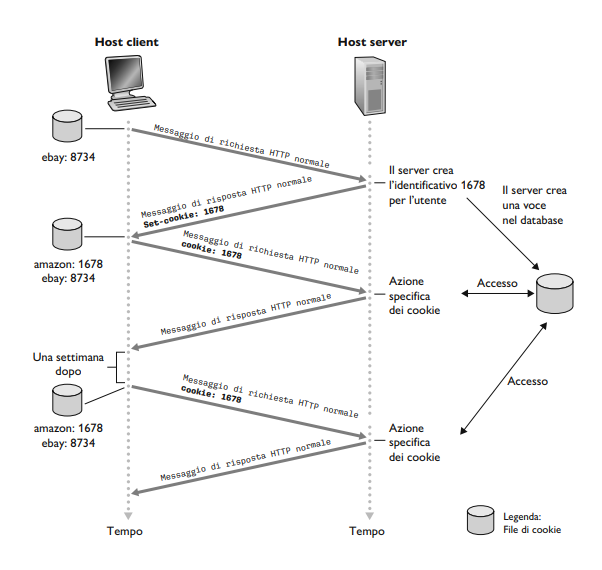 Host client
Host server
ebay: 8734
Messaggio di richiesta HTTP normale
Il server crea
l'identificativo 1678
per l'utente
Il server crea
una voce
nel database
Messaggio di risposta HTTP normale
Set-cookie: 1678
amazon: 1678
ebay: 8734
Messaggio di richiesta HTTP normale
cookie: 1678
Azione
specifica
dei cookie
Accesso
Messaggio di risposta HTTP normale
Una settimana
dopo
amazon: 1678
ebay: 8734
Messaggio di richiesta HTTP normale
cookie: 1678
Accesso
Azione
specifica
dei cookie
Messaggio di risposta HTTP normale
Tempo
Tempo
Legenda:
File di cookie